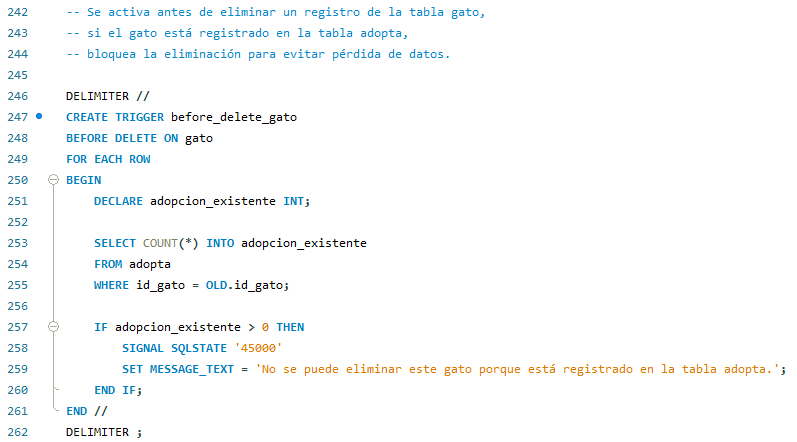 242 -- Se activa antes de eliminar un registro de la tabla gato,
243 -- si el gato está registrado en la tabla adopta,
244 -- bloquea la eliminación para evitar pérdida de datos.
245
246 DELIMITER //
247 CREATE TRIGGER before_delete_gato
248 BEFORE DELETE ON gato
249 FOR EACH ROW
250 BEGIN
251 DECLARE adopcion_existente INT;
252
253 SELECT COUNT(*) INTO adopcion_existente
254 FROM adopta
255 WHERE id_gato = OLD.id_gato;
256
257 IF adopcion_existente > 0 THEN
258 SIGNAL SQLSTATE '45000'
259 SET MESSAGE_TEXT = 'No se puede eliminar este gato porque está registrado en la tabla adopta.';
260 END IF;
261 END //
262 DELIMITER ;